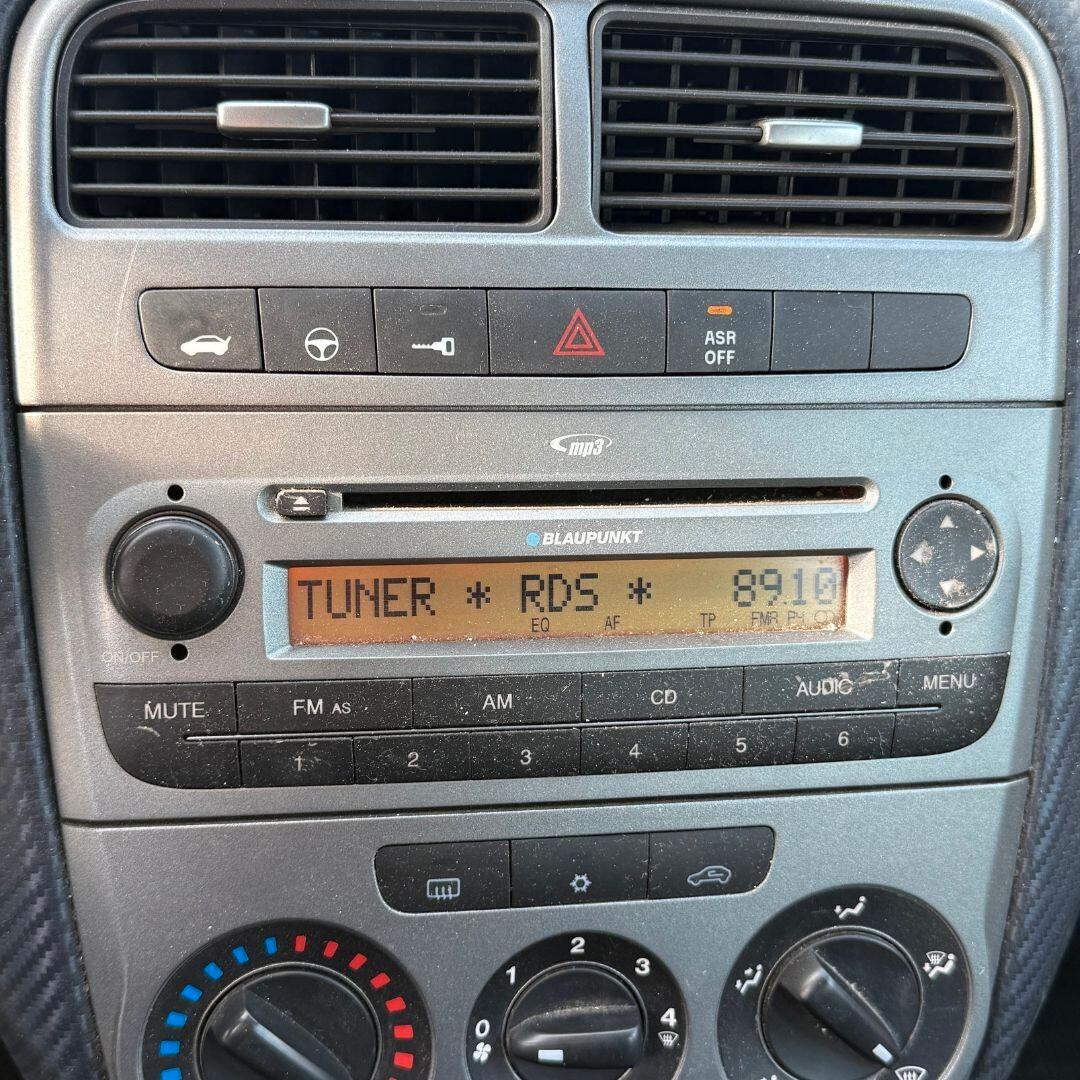 ASR
OFF
mp3
BLAUPUNKT
TUNER * RDS * 89.10
EQ AF TP
ON/OFF
MUTE FM AS AM CD AUDIO MENU
1 2 3 4 5 6
0 1 2 3 4